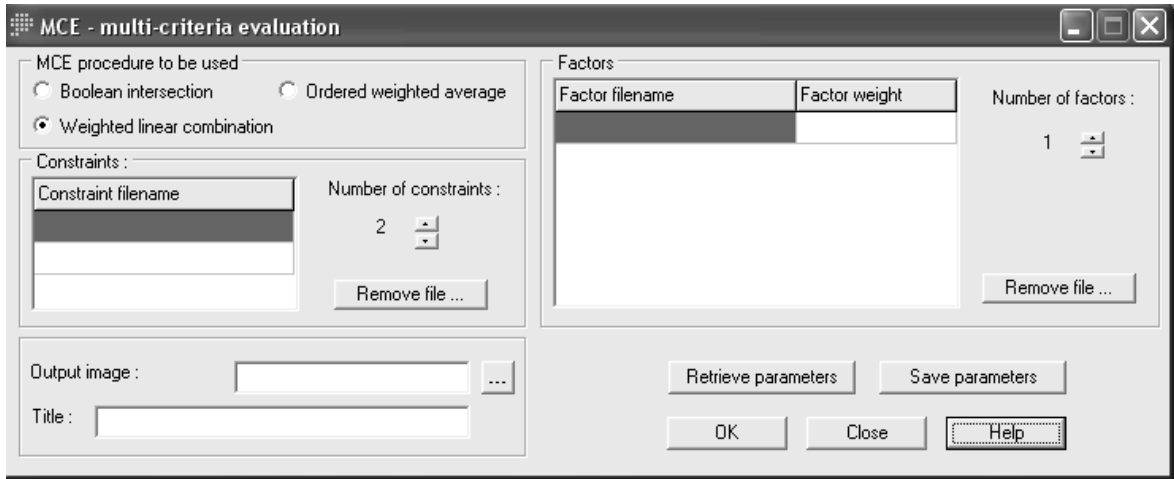 MCE - multi-criteria evaluation
MCE procedure to be used
Boolean intersection
Ordered weighted average
Weighted linear combination
Constraints :
Constraint filename
Number of constraints :
2
Remove file ...
Output image :
...
Title :
Factors
Factor filename
Factor weight
Number of factors :
1
Remove file ...
Retrieve parameters
Save parameters
OK
Close
Help